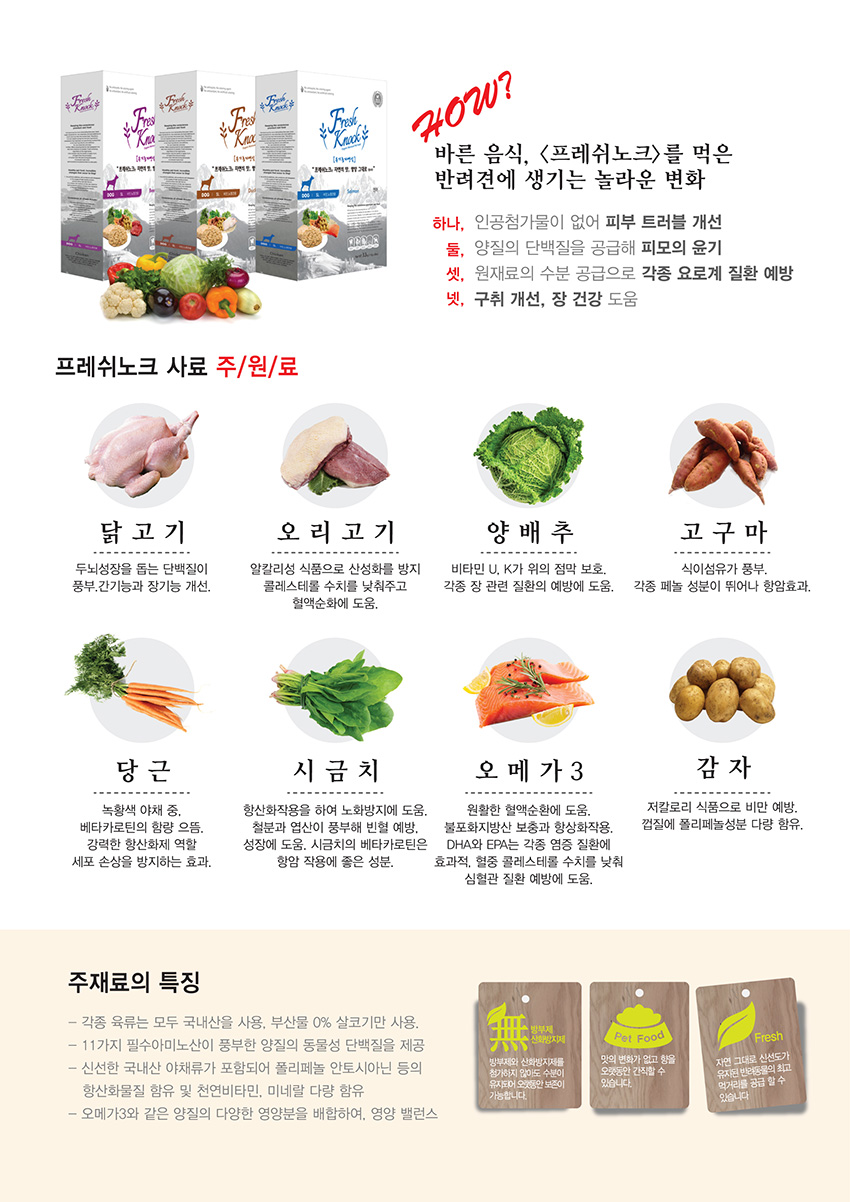 Fresh Knock
Fresh Knock
Fresh Knock
HOW?
바른 음식, <프레쉬노크>를 먹은
반려견에 생기는 놀라운 변화
하나, 인공첨가물이 없어 피부 트러블 개선
둘, 양질의 단백질을 공급해 피모의 윤기
셋, 원재료의 수분 공급으로 각종 요로계 질환 예방
넷, 구취 개선, 장 건강 도움
프레쉬노크 사료 주/원/료
닭고기
오리고기
양배추
고구마
두뇌성장을 돕는 단백질이
풍부.간기능과 장기능 개선.
알칼리성 식품으로 산성화를 방지
콜레스테롤 수치를 낮춰주고
혈액순화에 도움.
비타민 U, K가 위의 점막 보호.
각종 장 관련 질환의 예방에 도움.
식이섬유가 풍부.
각종 페놀 성분이 뛰어나 항암효과.
당근
시금치
오메가3
감자
녹황색 야채 중,
베타카로틴의 함량 으뜸.
강력한 항산화제 역할
세포 손상을 방지하는 효과.
항산화작용을 하여 노화방지에 도움.
철분과 엽산이 풍부해 빈혈 예방,
성장에 도움. 시금치의 베타카로틴은
항암 작용에 좋은 성분.
원활한 혈액순환에 도움.
불포화지방산 보충과 항상화작용.
DHA와 EPA는 각종 염증 질환에
효과적, 혈중 콜레스테롤 수치를 낮춰
심혈관 질환 예방에 도움.
저칼로리 식품으로 비만 예방.
껍질에 폴리페놀성분 다량 함유.
주재료의 특징
- 각종 육류는 모두 국내산을 사용, 부산물 0% 살코기만 사용.
- 11가지 필수아미노산이 풍부한 양질의 동물성 단백질을 제공
- 신선한 국내산 야채류가 포함되어 폴리페놀 안토시아닌 등의
항산화물질 함유 및 천연비타민, 미네랄 다량 함유
- 오메가3와 같은 양질의 다양한 영양분을 배합하여, 영양 밸런스
無 방부제
산화방지제
방부제와 산화방지제를
첨가하지 않아도 수분이
유지되어 오랫동안 보존이
가능합니다.
Pet Food
맛의 변화가 없고 향을
오랫동안 간직할 수
있습니다.
Fresh
자연 그대로 신선도가
유지된 반려동물의 최고
먹거리를 공급 할 수
있습니다